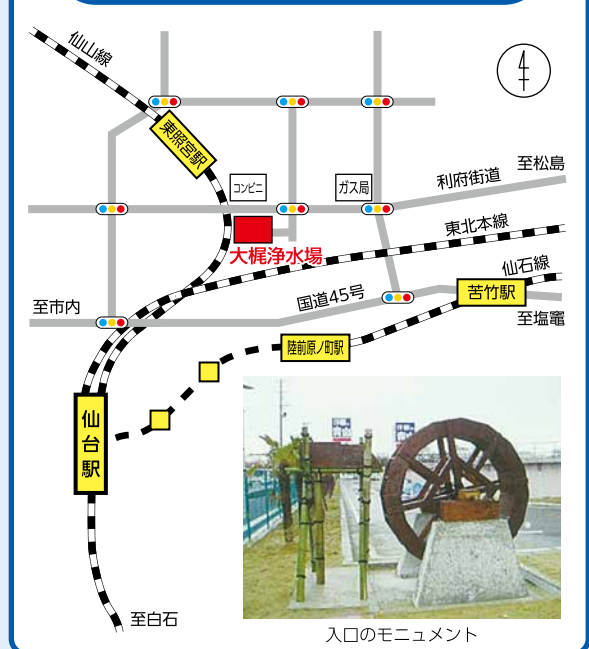 仙山線
4
東照宮駅
コンビニ
ガス局
利府街道
至松島
大梶浄水場
東北本線
仙石線
苦竹駅
国道45号
至市内
至塩竈
陸前原ノ町駅
仙台駅
至白石
入口のモニュメント